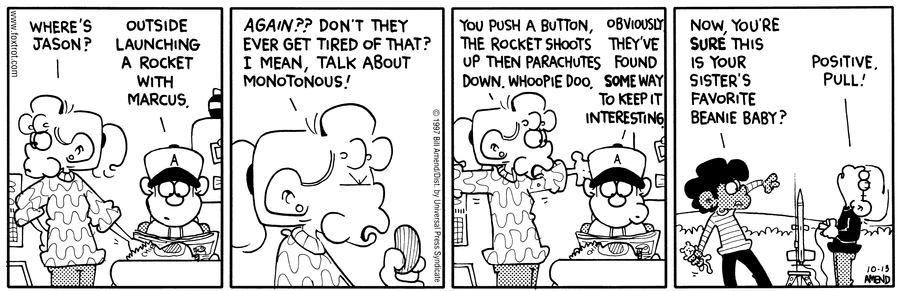 www.foxtrot.com
WHERE'S
JASON?
OUTSIDE
LAUNCHING
A ROCKET
WITH
MARCUS.
A
AGAIN?? DON'T THEY
EVER GET TIRED OF THAT?
I MEAN, TALK ABOUT
MONOTONOUS!
© 1997 Bill Amend/Dist. by Universal Press Syndicate
YOU PUSH A BUTTON,
THE ROCKET SHOOTS
UP THEN PARACHUTES
DOWN. WHOOPIE DOO.
OBVIOUSLY
THEY'VE
FOUND
SOME WAY
TO KEEP IT
INTERESTING.
A
NOW, YOU'RE
SURE THIS
IS YOUR
SISTER'S
FAVORITE
BEANIE BABY?
POSITIVE.
PULL!
10-13
AMEND